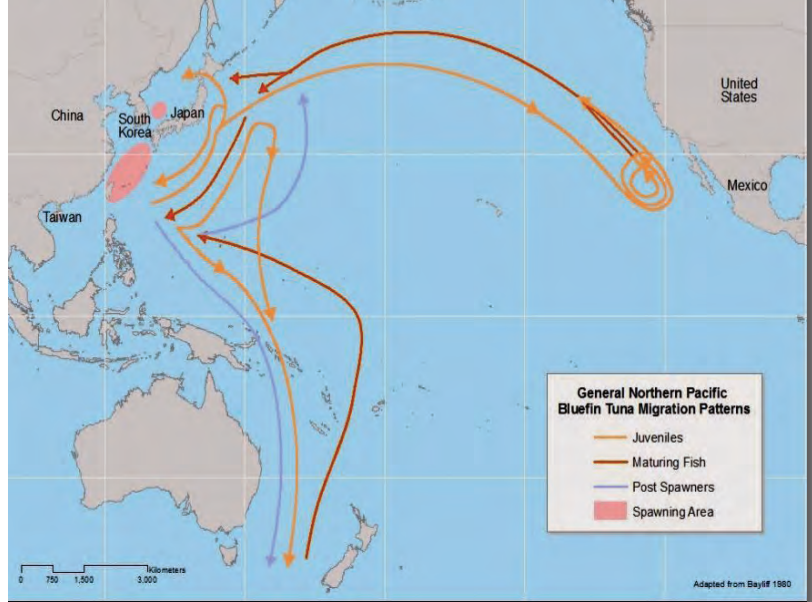 China
South
Korea
Japan
Taiwan
United
States
Mexico
General Northern Pacific
Bluefin Tuna Migration Patterns
Juveniles
Maturing Fish
Post Spawners
Spawning Area
Kilometers
0 750 1,500 3,000
Adapted from Bayliff 1980